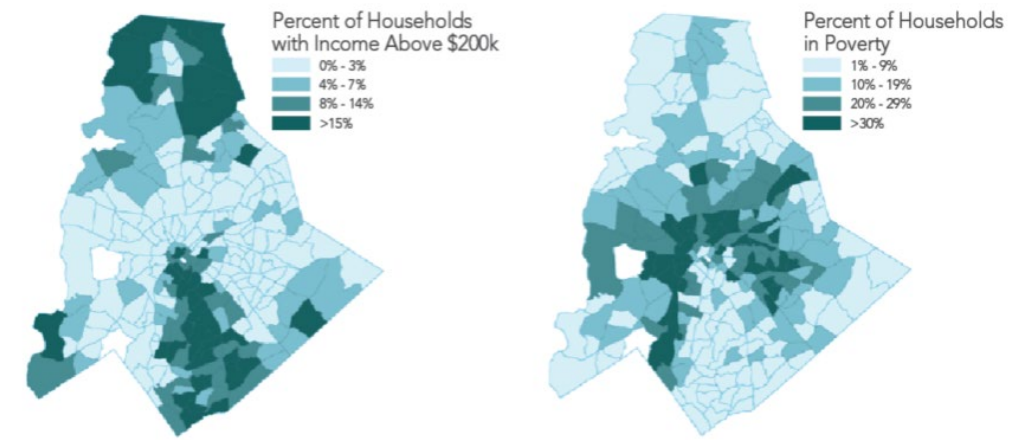 Percent of Households
with Income Above $200k
0% - 3%
4% - 7%
8% - 14%
>15%
Percent of Households
in Poverty
1% - 9%
10% - 19%
20% - 29%
>30%